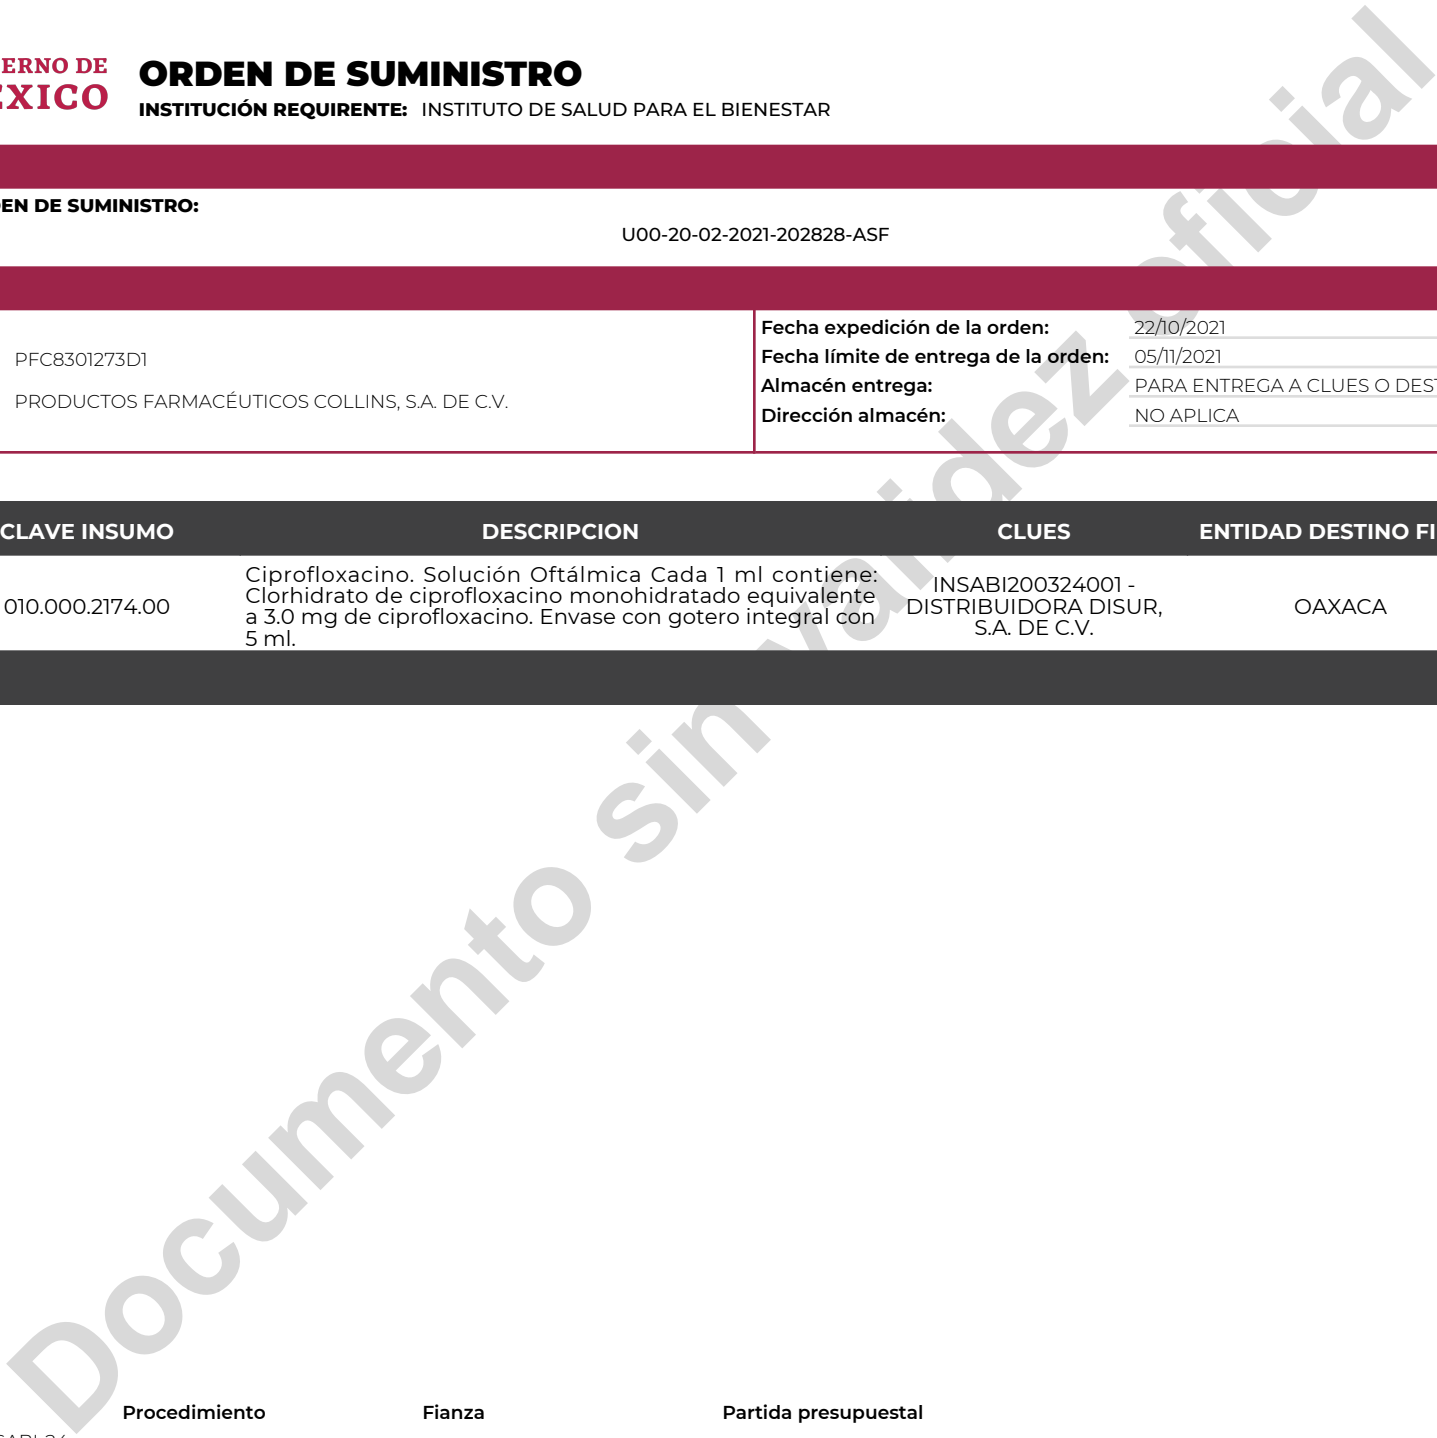 ERNO DE
ÉXICO
ORDEN DE SUMINISTRO
INSTITUCIÓN REQUIRENTE: INSTITUTO DE SALUD PARA EL BIENESTAR
EN DE SUMINISTRO:
U00-20-02-2021-202828-ASF
PFC8301273D1
PRODUCTOS FARMACÉUTICOS COLLINS, S.A. DE C.V.
Fecha expedición de la orden: 22/10/2021
Fecha límite de entrega de la orden: 05/11/2021
Almacén entrega: PARA ENTREGA A CLUES O DEST
Dirección almacén: NO APLICA
CLAVE INSUMO DESCRIPCION CLUES ENTIDAD DESTINO FI
010.000.2174.00
Ciprofloxacino. Solución Oftálmica Cada 1 ml contiene:
Clorhidrato de ciprofloxacino monohidratado equivalente
a 3.0 mg de ciprofloxacino. Envase con gotero integral con
5 ml.
INSABI200324001 -
DISTRIBUIDORA DISUR,
S.A. DE C.V.
OAXACA
Documento sin validez oficial
Procedimiento Fianza Partida presupuestal